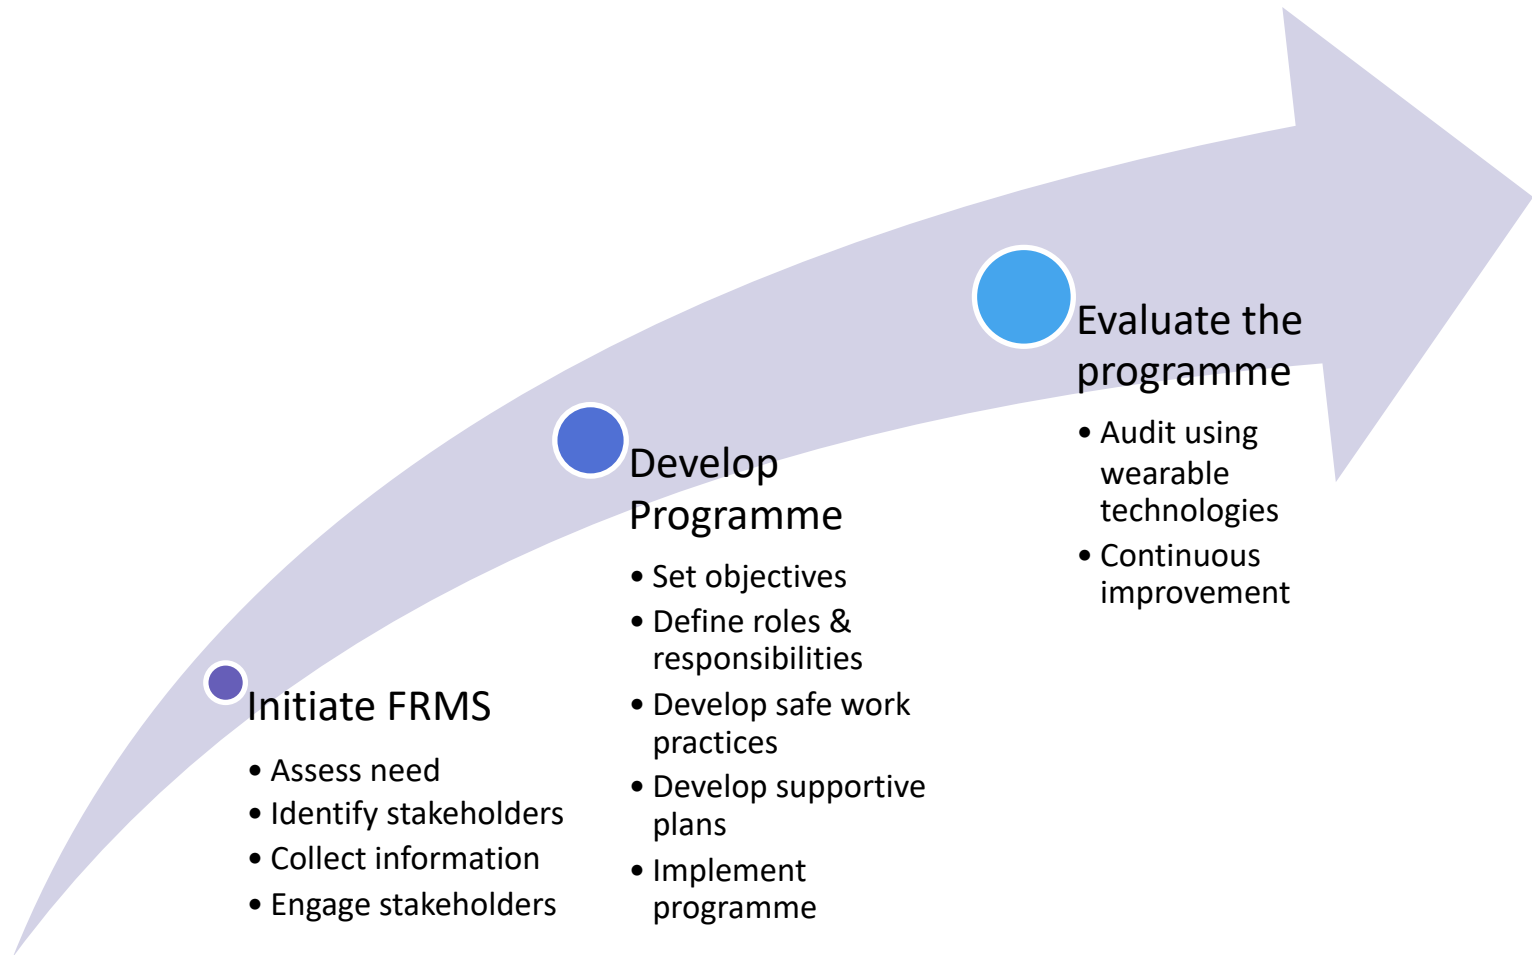 Initiate FRMS
• Assess need
• Identify stakeholders
• Collect information
• Engage stakeholders
Develop
Programme
• Set objectives
• Define roles &
responsibilities
• Develop safe work
practices
• Develop supportive
plans
• Implement
programme
Evaluate the
programme
• Audit using
wearable
technologies
• Continuous
improvement